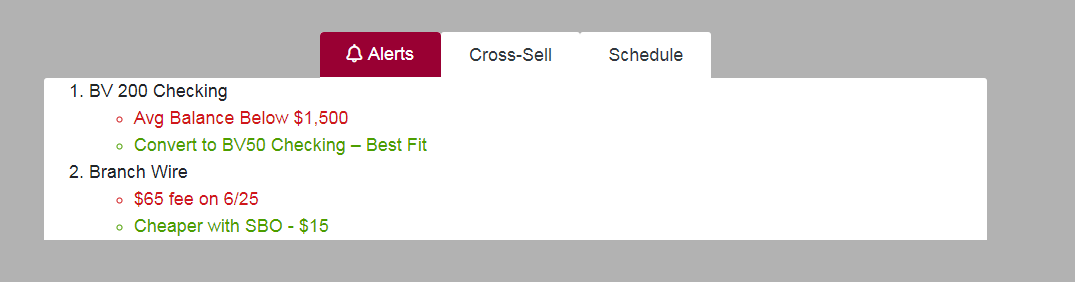 Alerts Cross-Sell Schedule
1. BV 200 Checking
Avg Balance Below $1,500
Convert to BV50 Checking – Best Fit
2. Branch Wire
$65 fee on 6/25
Cheaper with SBO - $15